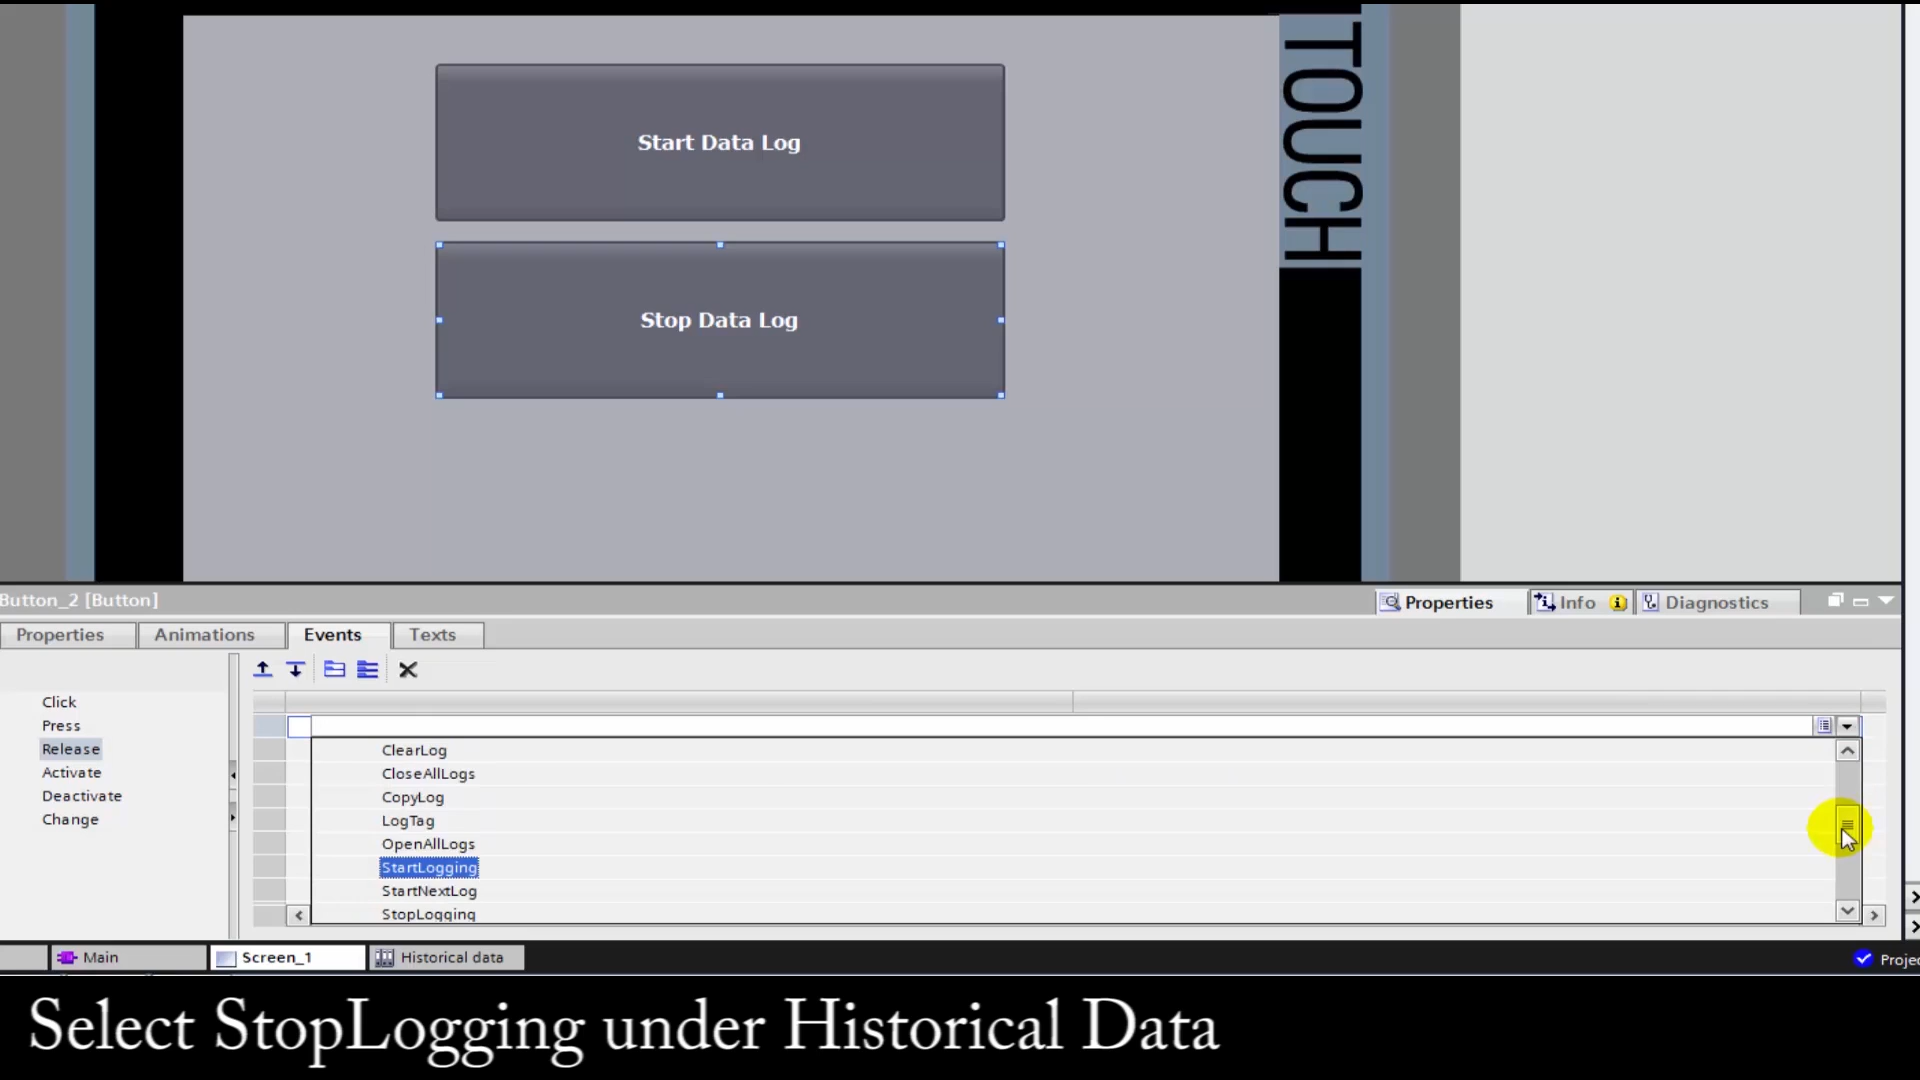 TOUCH
Start Data Log
Stop Data Log
Button_2 [Button]
Properties
Info
Diagnostics
Properties
Animations
Events
Texts
Click
Press
Release
Activate
Deactivate
Change
ClearLog
CloseAllLogs
CopyLog
LogTag
OpenAllLogs
StartLogging
StartNextLog
StopLogging
Main
Screen_1
Historical data
Projec
Select StopLogging under Historical Data